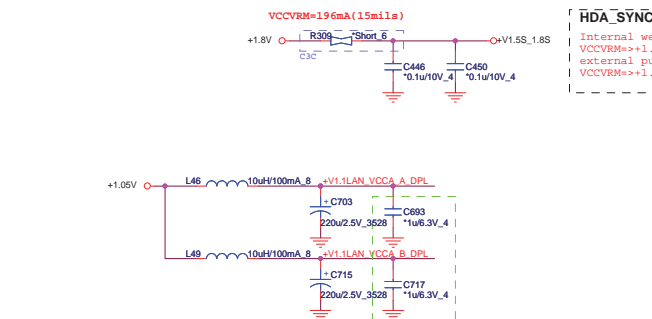 VCCVRM=196mA(15mils)
HDA_SYNC
+1.8V
R309
*Short_6
+V1.5S_1.8S
C3C
Internal we
VCCVRM=>+1.
external pu
VCCVRM=>+1.
C446
*0.1u/10V_4
C450
*0.1u/10V_4
+1.05V
L46
10uH/100mA_8
+V1.1LAN_VCCA_A_DPL
+ C703
220u/2.5V_3528
C693
*1u/6.3V_4
L49
10uH/100mA_8
+V1.1LAN_VCCA_B_DPL
+ C715
220u/2.5V_3528
C717
*1u/6.3V_4